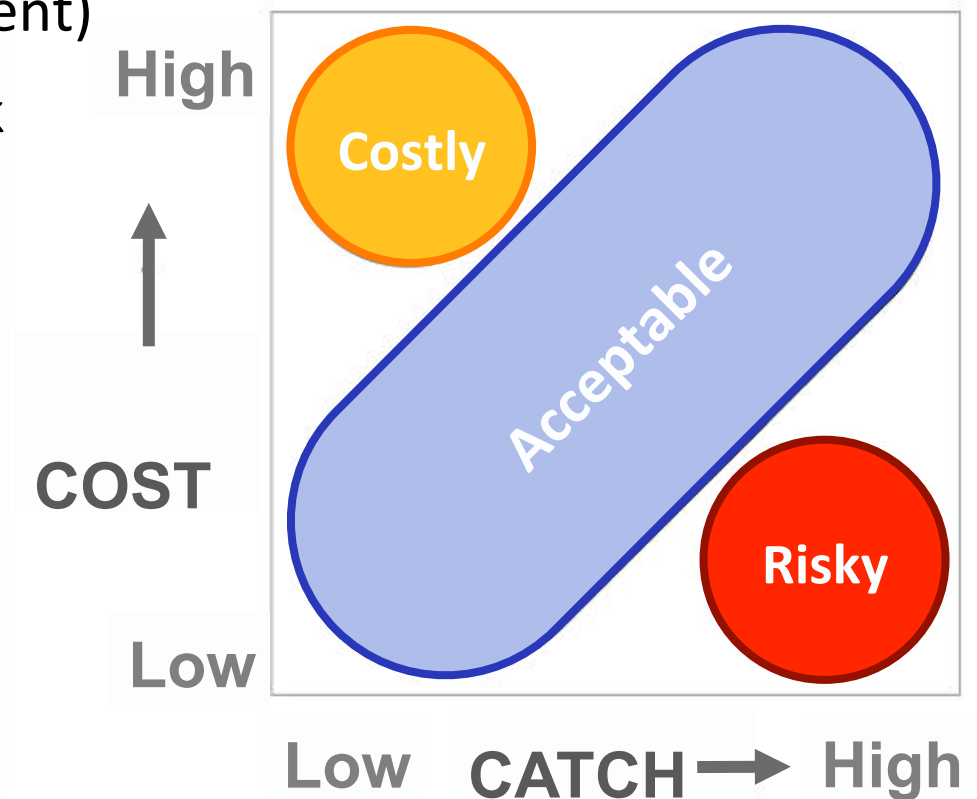 ent)
High
Costly
Acceptable
COST
Risky
Low
Low CATCH High